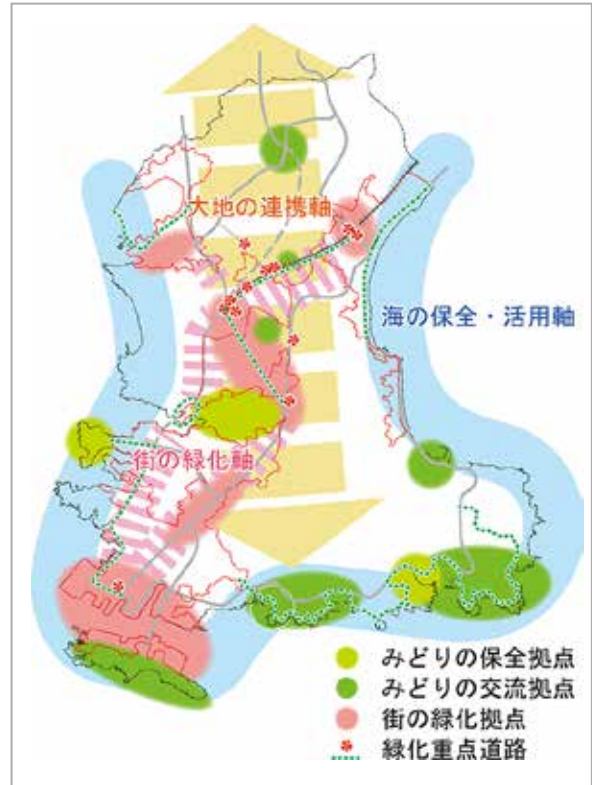 大地の連携軸
海の保全・活用軸
街の緑化軸
みどりの保全拠点
みどりの交流拠点
街の緑化拠点
緑化重点道路